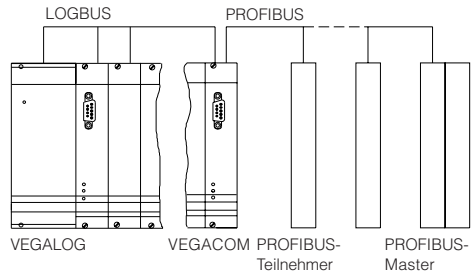 LOGBUS PROFIBUS
VEGALOG VEGACOM PROFIBUS- PROFIBUS-
Teilnehmer Master